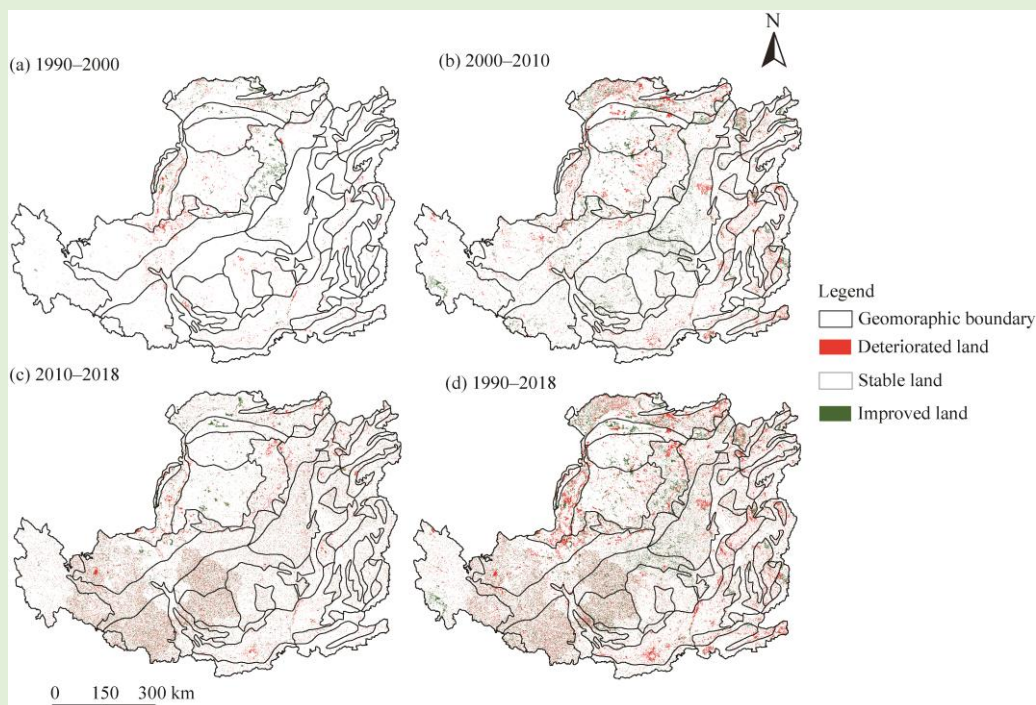 N
(a) 1990–2000
(b) 2000–2010
Legend
Geomoraphic boundary
Deteriorated land
Stable land
Improved land
(c) 2010–2018
(d) 1990–2018
0 150 300 km